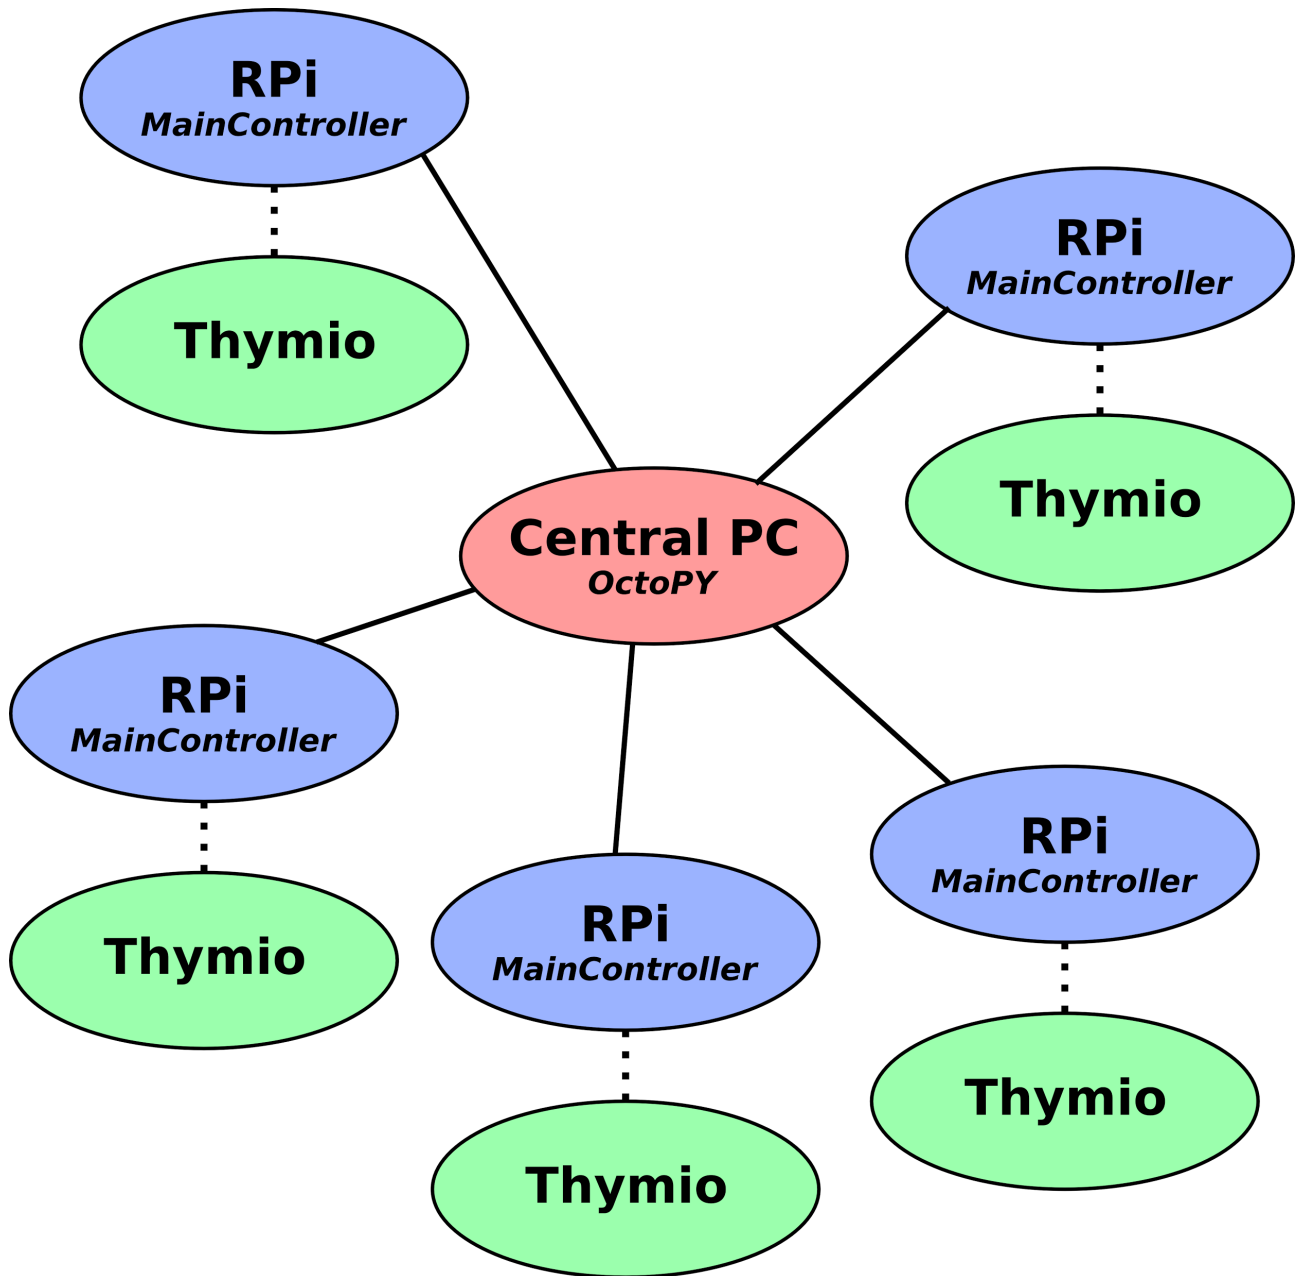 RPi
MainController
Thymio
RPi
MainController
Thymio
Central PC
OctoPY
RPi
MainController
Thymio
RPi
MainController
Thymio
RPi
MainController
Thymio